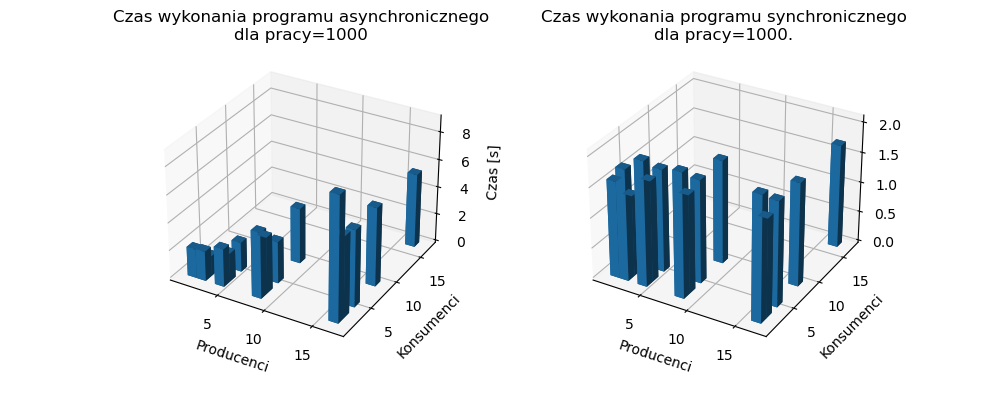 Czas wykonania programu asynchronicznego
dla pracy=1000
8
6
4
2
0
Czas [s]
5
10
15
Producenci
5
10
15
Konsumenci
Czas wykonania programu synchronicznego
dla pracy=1000.
2.0
1.5
1.0
0.5
0.0
5
10
15
Producenci
5
10
15
Konsumenci